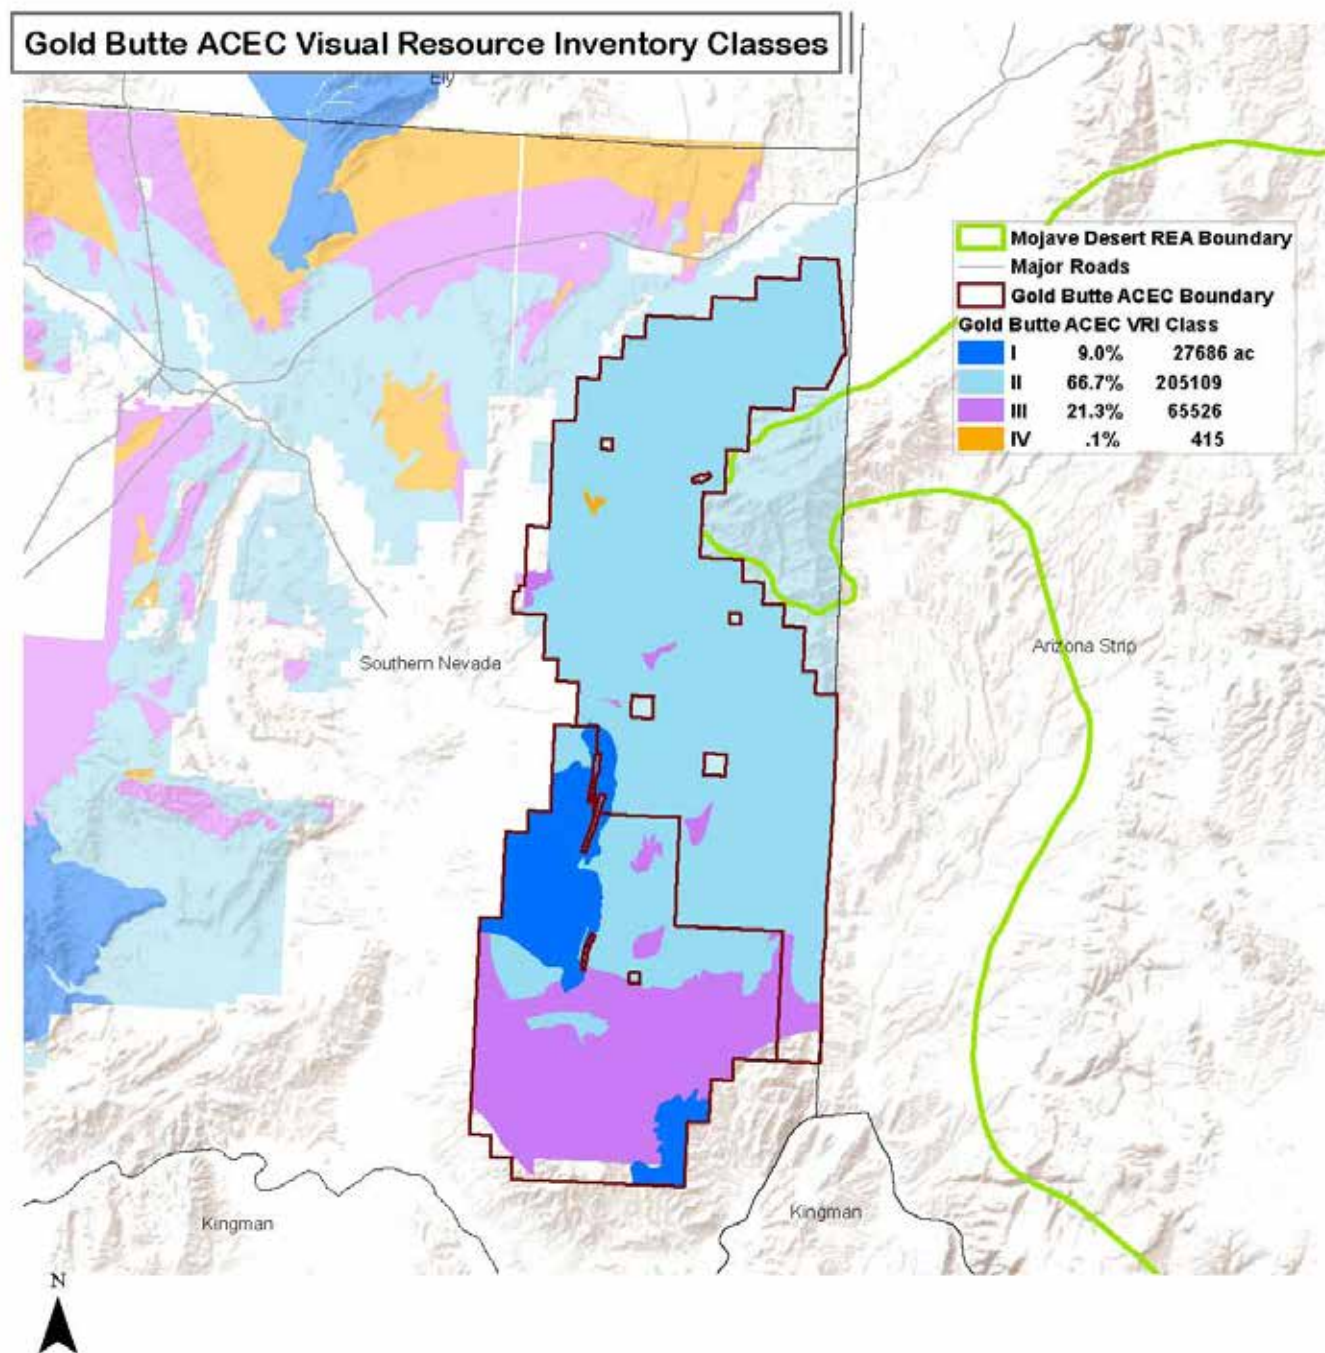 Gold Butte ACEC Visual Resource Inventory Classes
Ely
Mojave Desert REA Boundary
Major Roads
Gold Butte ACEC Boundary
Gold Butte ACEC VRI Class
I 9.0% 27686 ac
II 66.7% 205109
III 21.3% 65526
IV .1% 415
Southern Nevada
Arizona Strip
Kingman
Kingman
N